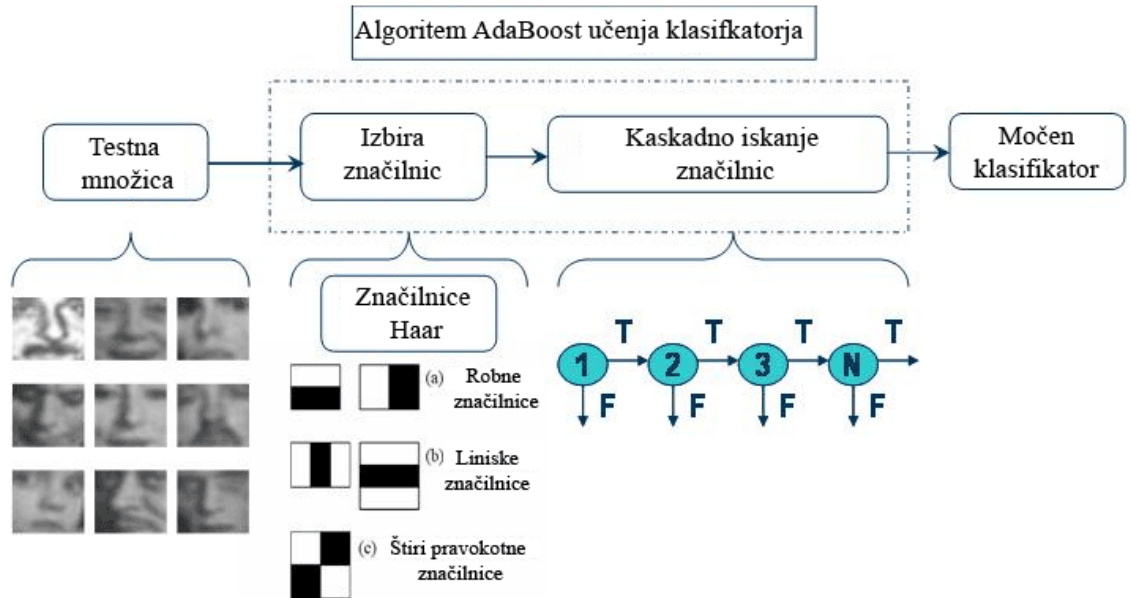 Algoritem AdaBoost učenja klasifkatorja
Testna
množica
Izbira
značilnic
Kaskadno iskanje
značilnic
Močen
klasifikator
Značilnice
Haar
(a) Robne
značilnice
(b) Liniske
značilnice
(c) Štiri pravokotne
značilnice
T T T T
1 2 3 N
F F F F